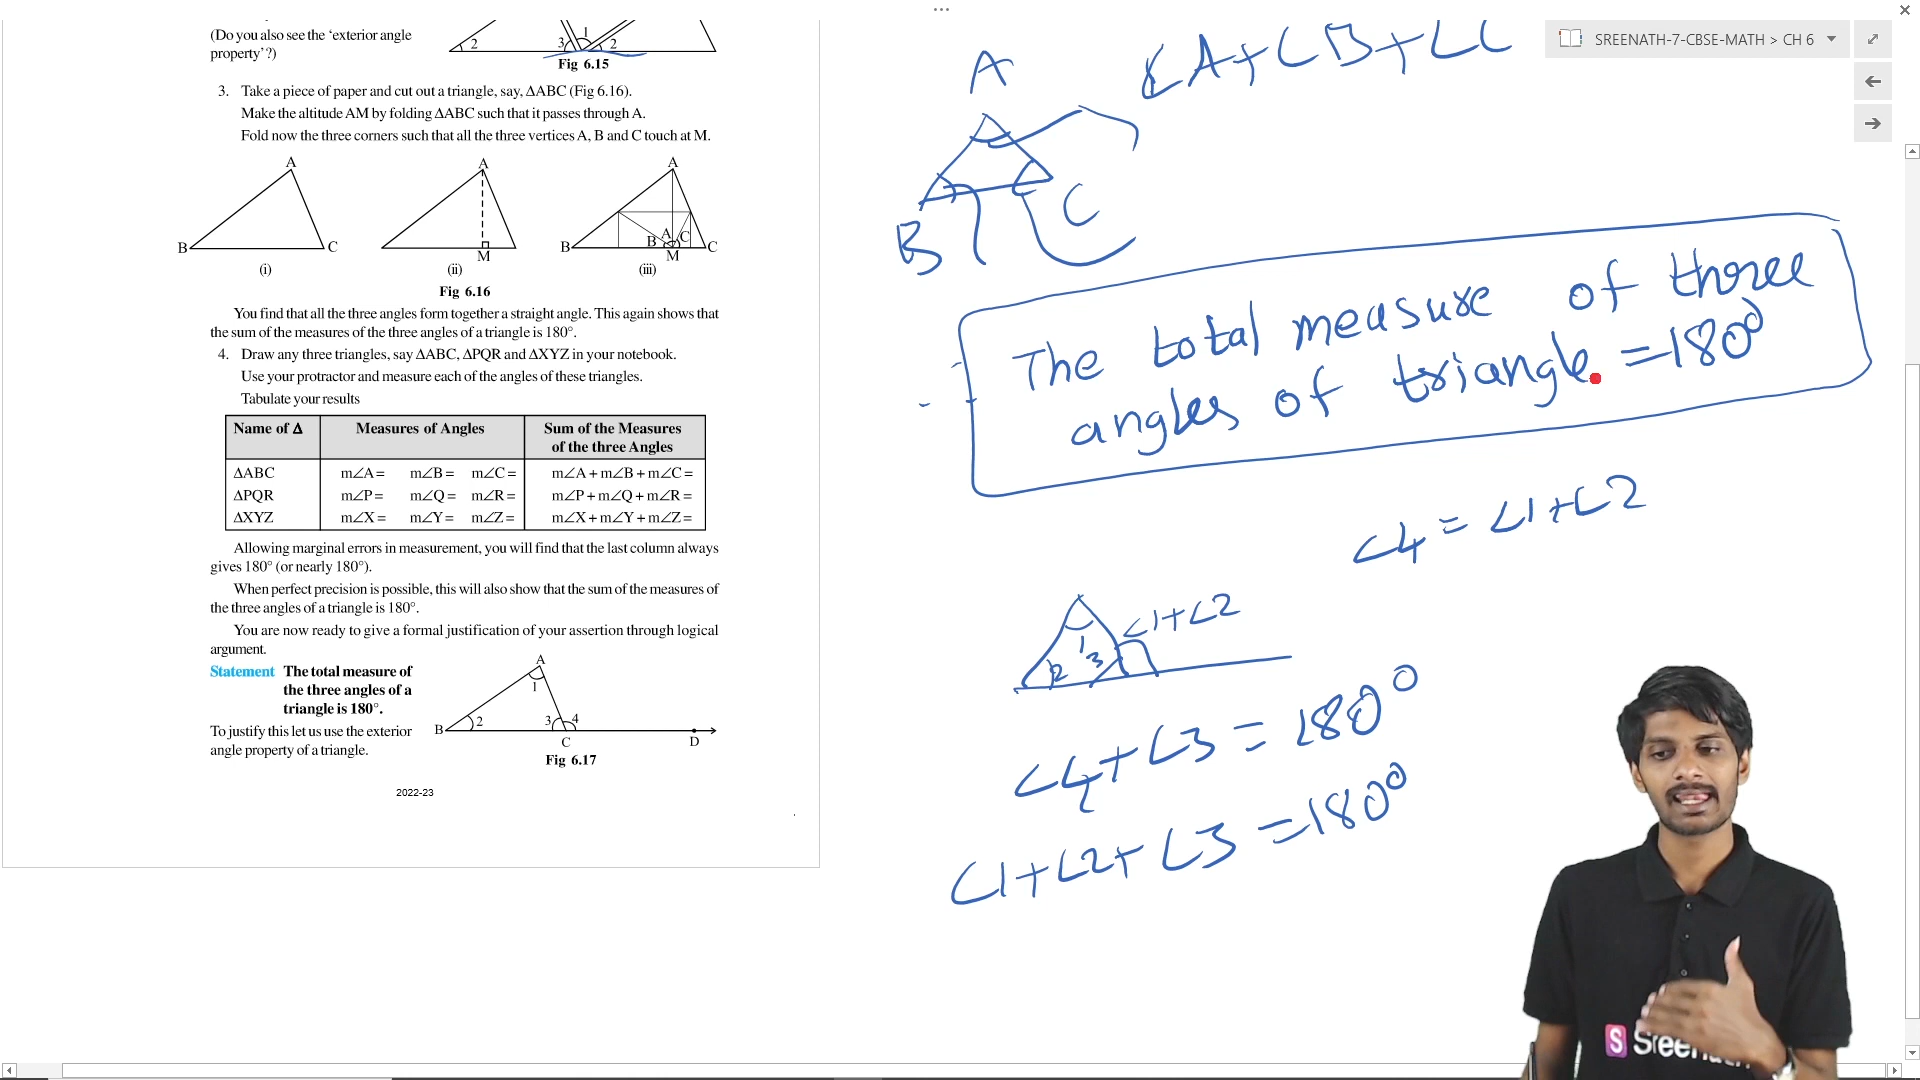 (Do you also see the ‘exterior angle
property’?)
2 3 1 2
Fig 6.15
3. Take a piece of paper and cut out a triangle, say, ΔABC (Fig 6.16).
Make the altitude AM by folding ΔABC such that it passes through A.
Fold now the three corners such that all the three vertices A, B and C touch at M.
A A A
B C M B B A C M C
(i) (ii) (iii)
Fig 6.16
You find that all the three angles form together a straight angle. This again shows that
the sum of the measures of the three angles of a triangle is 180°.
4. Draw any three triangles, say ΔABC, ΔPQR and ΔXYZ in your notebook.
Use your protractor and measure each of the angles of these triangles.
Tabulate your results
Name of Δ Measures of Angles Sum of the Measures
of the three Angles
ΔABC m∠A = m∠B = m∠C = m∠A + m∠B + m∠C =
ΔPQR m∠P = m∠Q = m∠R = m∠P + m∠Q + m∠R =
ΔXYZ m∠X = m∠Y = m∠Z = m∠X + m∠Y + m∠Z =
Allowing marginal errors in measurement, you will find that the last column always
gives 180° (or nearly 180°).
When perfect precision is possible, this will also show that the sum of the measures of
the three angles of a triangle is 180°.
You are now ready to give a formal justification of your assertion through logical
argument.
Statement The total measure of
the three angles of a
triangle is 180°.
To justify this let us use the exterior
angle property of a triangle.
A
1
B 2 3 4
C D
Fig 6.17
2022-23
SREENATH-7-CBSE-MATH > CH 6
∠A+∠B+∠C
A
B C
The total measure of three
angles of triangle =180°
∠4 = ∠1+∠2
∠1+∠2
1
2 3
∠4+∠3 = 180°
∠1+∠2+∠3 =180°
S